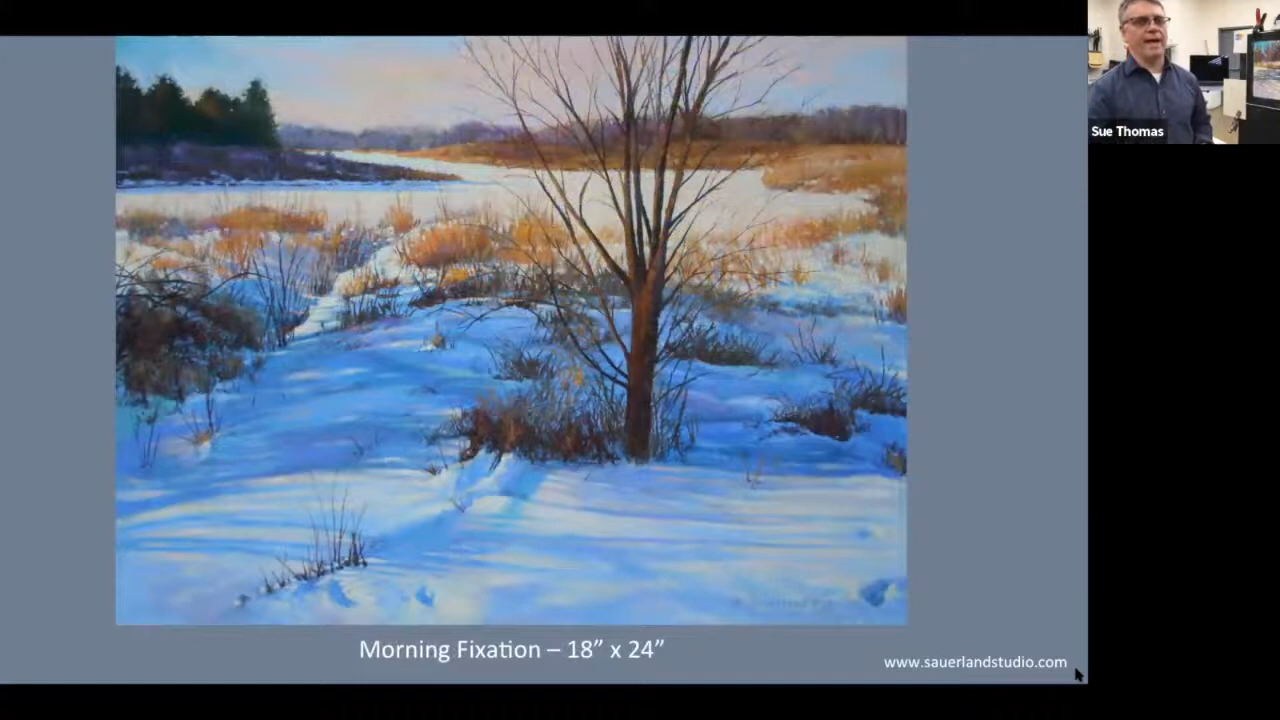 Sue Thomas
Morning Fixation – 18” x 24”
www.sauerlandstudio.com